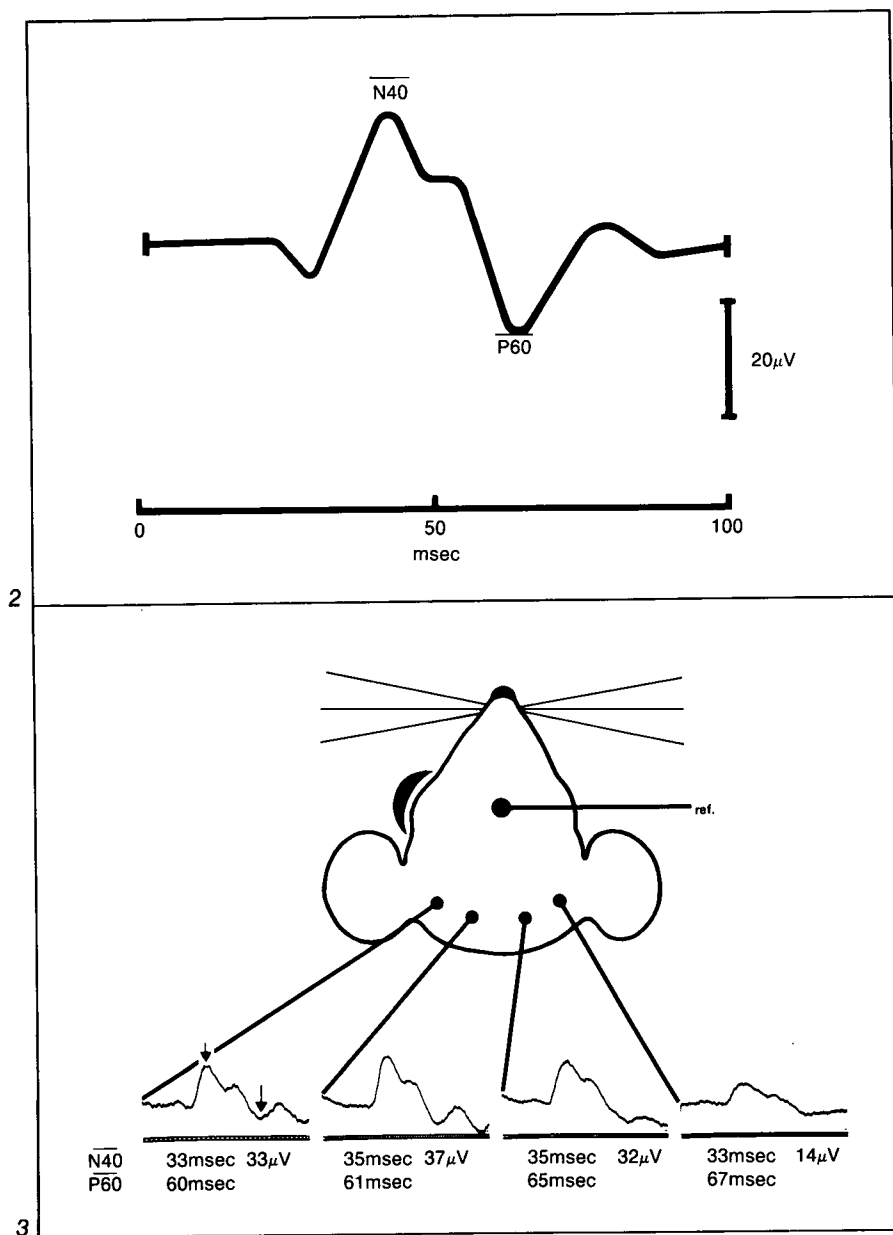 N40
P60
20μV
0 50 100
msec
2
ref.
N40 33msec 33μV 35msec 37μV 35msec 32μV 33msec 14μV
P60 60msec 61msec 65msec 67msec
3